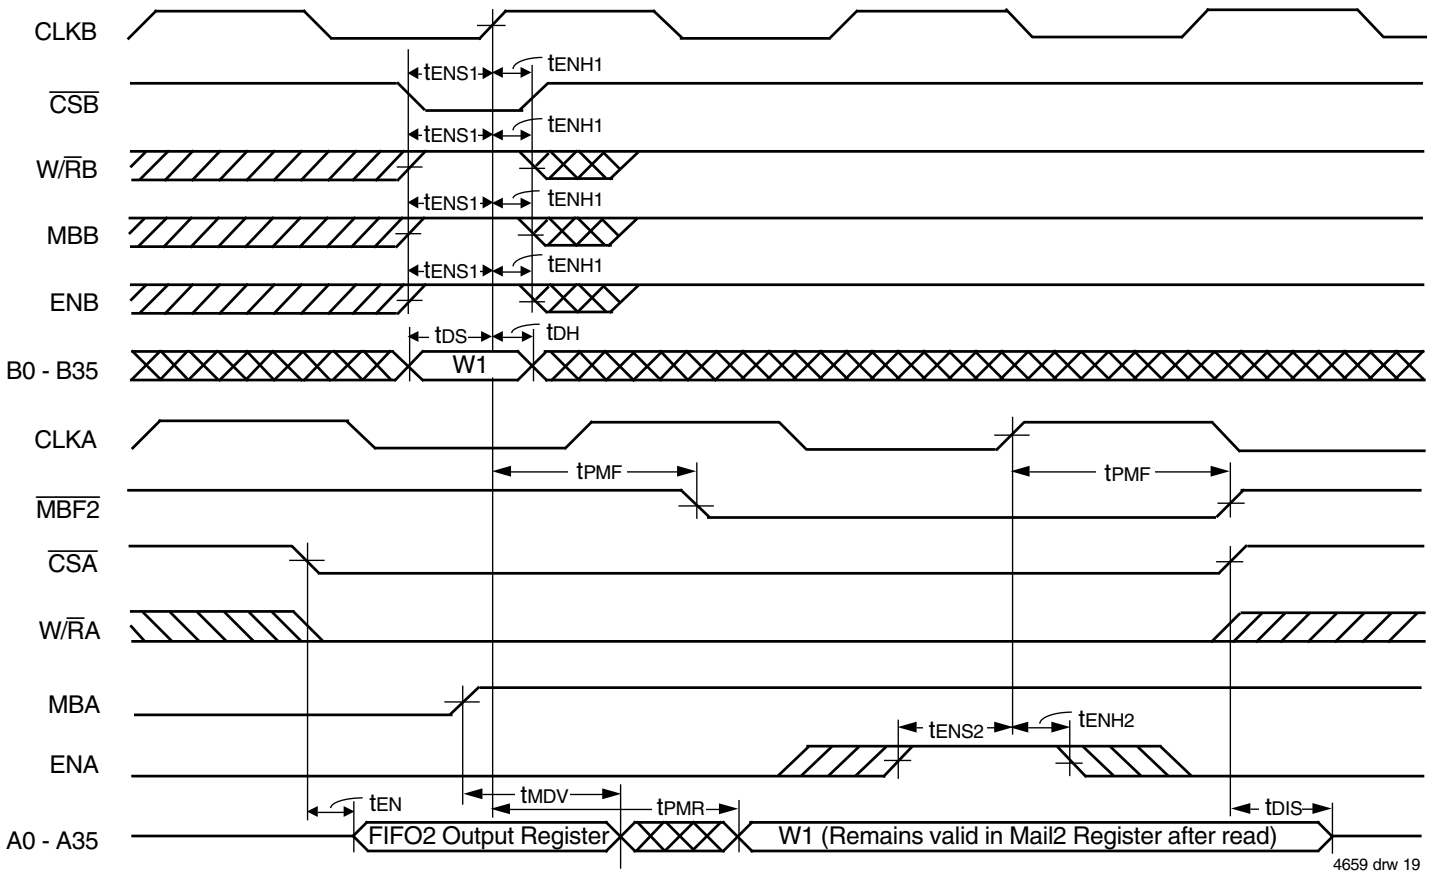 CLKB
tENS1 tENH1
CSB
tENS1 tENH1
W/RB
tENS1 tENH1
MBB
tENS1 tENH1
ENB
tDS tDH
B0 - B35 W1
CLKA
tPMF tPMF
MBF2
CSA
W/RA
MBA
tENS2 tENH2
ENA
tEN tMDV tPMR tDIS
A0 - A35 FIFO2 Output Register W1 (Remains valid in Mail2 Register after read)
4659 drw 19